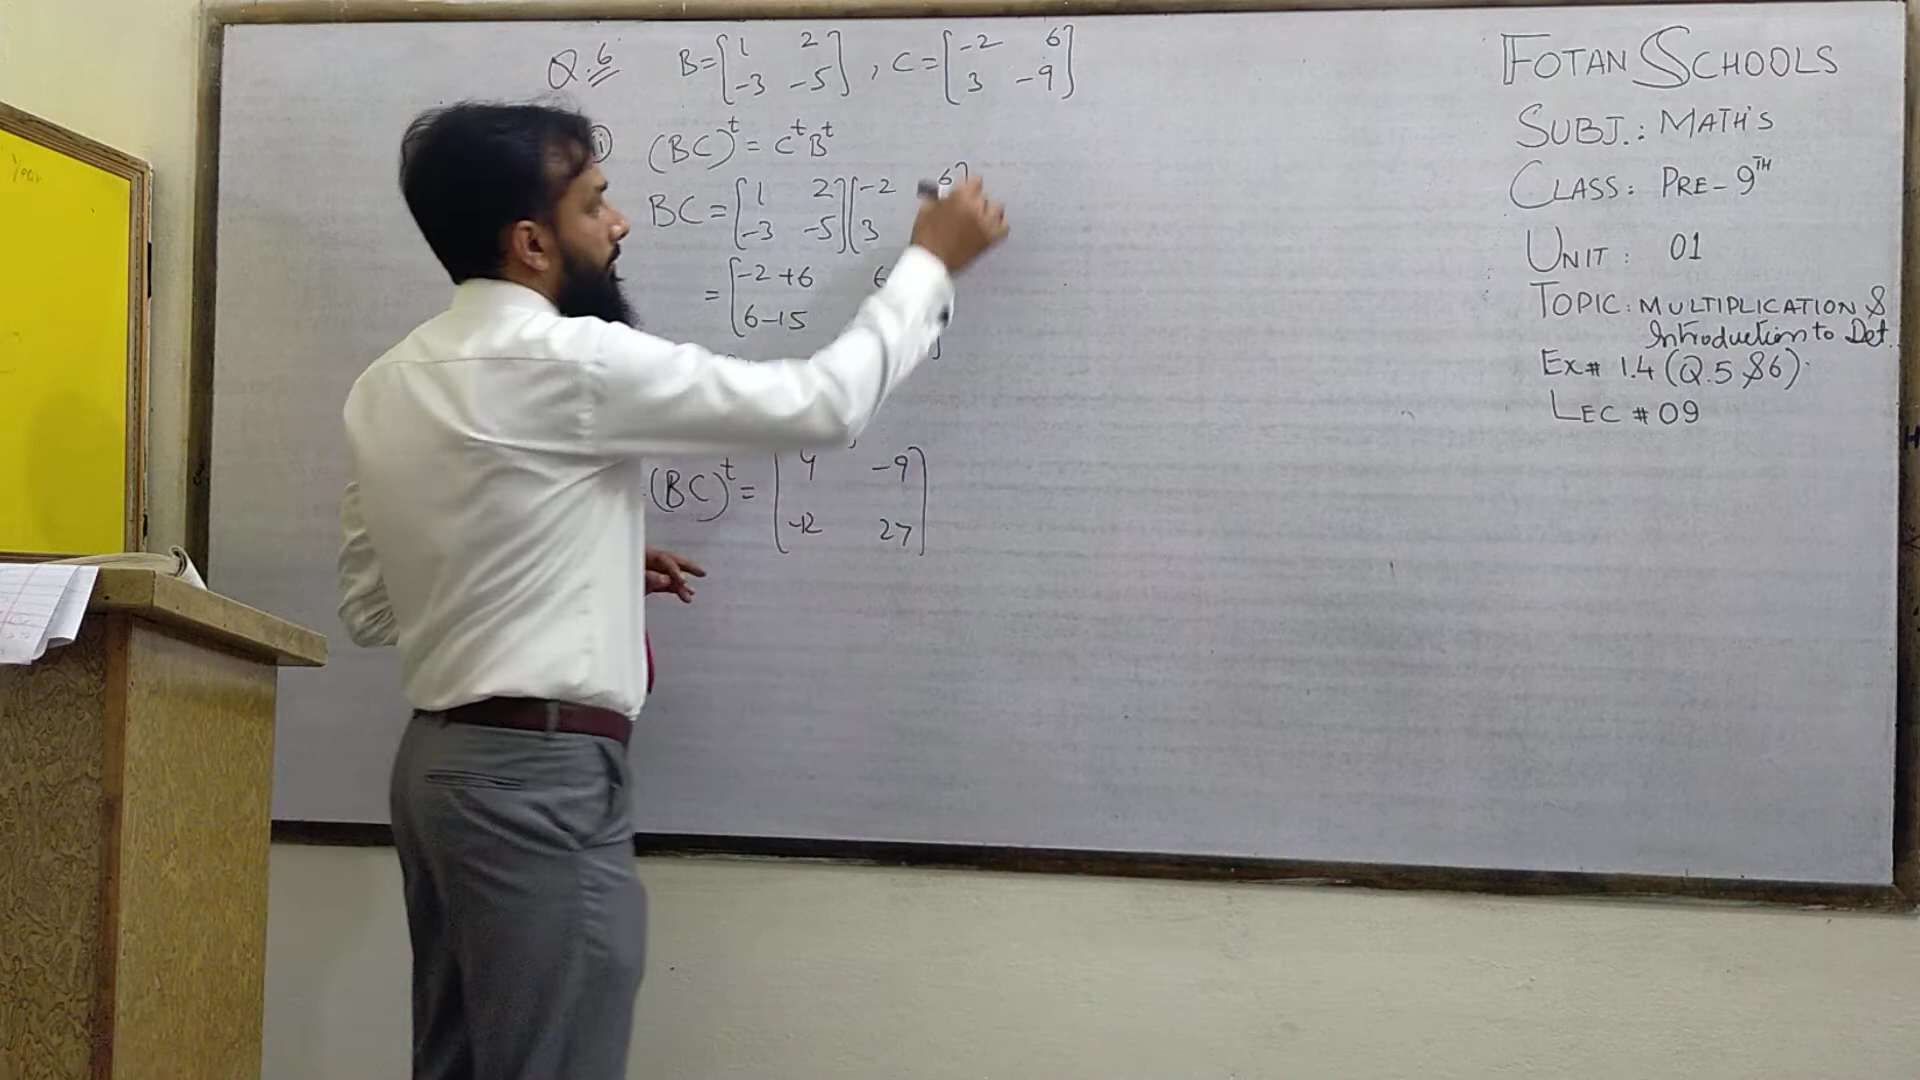 Q.6 B=[1 2 -3 -5], C=[-2 6 3 -9]
(BC)^t = C^t B^t
BC = [1 2 -3 -5][-2 6 3
= [-2+6 6
6-15
(BC)^t = [4 -9 -12 27]
FOTAN SCHOOLS
SUBJ.: MATH'S
CLASS: PRE-9TH
UNIT: 01
TOPIC: MULTIPLICATION &
Introduction to Det.
EX# 1.4 (Q.5 &6).
LEC # 09
Year